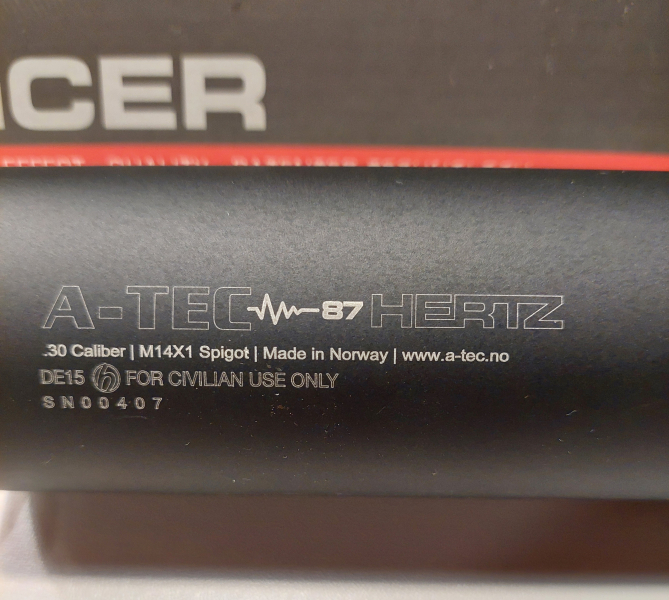 CER
A-TEC 87 HERTZ
.30 Caliber | M14X1 Spigot | Made in Norway | www.a-tec.no
DE15 FOR CIVILIAN USE ONLY
SN00407